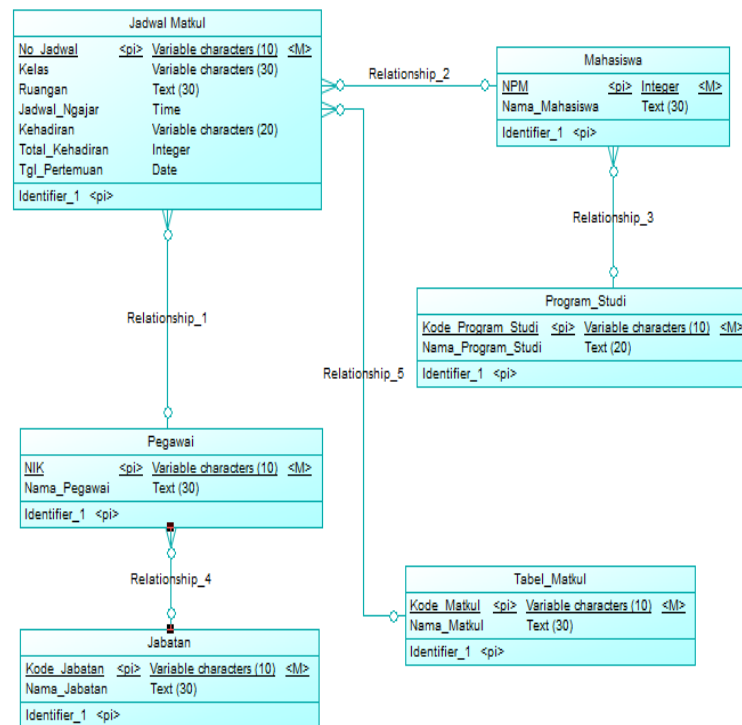 Jadwal Matkul
No_Jadwal <pi> Variable characters (10) <M>
Kelas Variable characters (30)
Ruangan Text (30)
Jadwal_Ngajar Time
Kehadiran Variable characters (20)
Total_Kehadiran Integer
Tgl_Pertemuan Date
Identifier_1 <pi>
Relationship_2
Mahasiswa
NPM <pi> Integer <M>
Nama_Mahasiswa Text (30)
Identifier_1 <pi>
Relationship_3
Program_Studi
Kode_Program_Studi <pi> Variable characters (10) <M>
Nama_Program_Studi Text (20)
Identifier_1 <pi>
Relationship_1
Relationship_5
Pegawai
NIK <pi> Variable characters (10) <M>
Nama_Pegawai Text (30)
Identifier_1 <pi>
Relationship_4
Tabel_Matkul
Kode_Matkul <pi> Variable characters (10) <M>
Nama_Matkul Text (30)
Identifier_1 <pi>
Jabatan
Kode_Jabatan <pi> Variable characters (10) <M>
Nama_Jabatan Text (30)
Identifier_1 <pi>